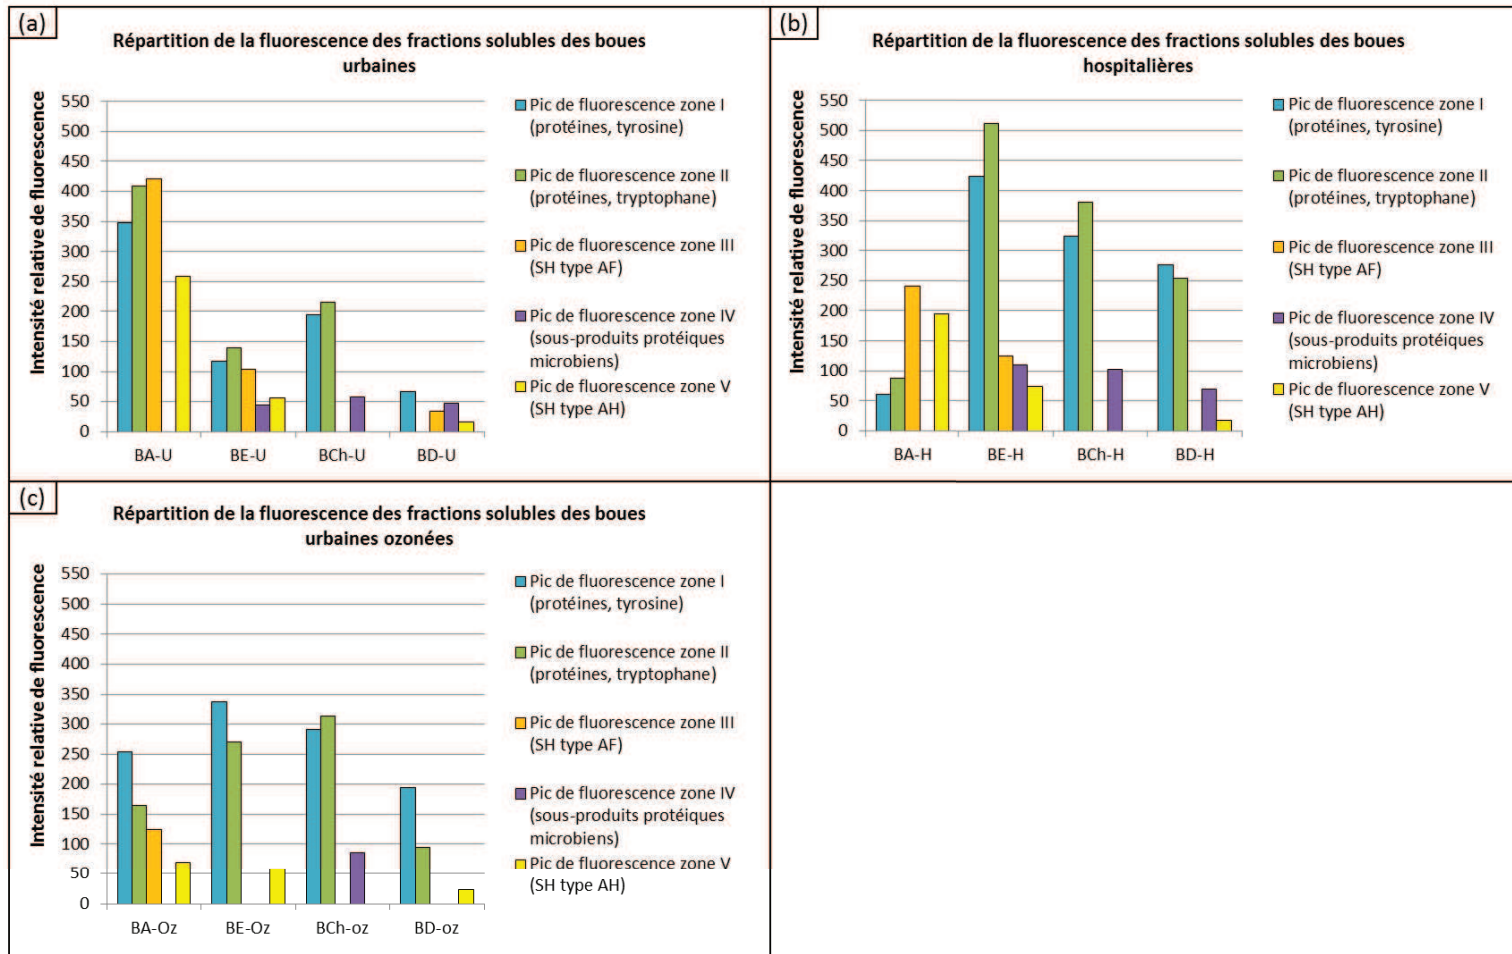 (a)
Répartition de la fluorescence des fractions solubles des boues
urbaines
Intensité relative de fluorescence
550
500
450
400
350
300
250
200
150
100
50
0
BA-U BE-U BCh-U BD-U
Pic de fluorescence zone I
(protéines, tyrosine)
Pic de fluorescence zone II
(protéines, tryptophane)
Pic de fluorescence zone III
(SH type AF)
Pic de fluorescence zone IV
(sous-produits protéiques
microbiens)
Pic de fluorescence zone V
(SH type AH)
(b)
Répartition de la fluorescence des fractions solubles des boues
hospitalières
Intensité relative de fluorescence
550
500
450
400
350
300
250
200
150
100
50
0
BA-H BE-H BCh-H BD-H
Pic de fluorescence zone I
(protéines, tyrosine)
Pic de fluorescence zone II
(protéines, tryptophane)
Pic de fluorescence zone III
(SH type AF)
Pic de fluorescence zone IV
(sous-produits protéiques
microbiens)
Pic de fluorescence zone V
(SH type AH)
(c)
Répartition de la fluorescence des fractions solubles des boues
urbaines ozonées
Intensité relative de fluorescence
550
500
450
400
350
300
250
200
150
100
50
0
BA-Oz BE-Oz BCh-oz BD-oz
Pic de fluorescence zone I
(protéines, tyrosine)
Pic de fluorescence zone II
(protéines, tryptophane)
Pic de fluorescence zone III
(SH type AF)
Pic de fluorescence zone IV
(sous-produits protéiques
microbiens)
Pic de fluorescence zone V
(SH type AH)